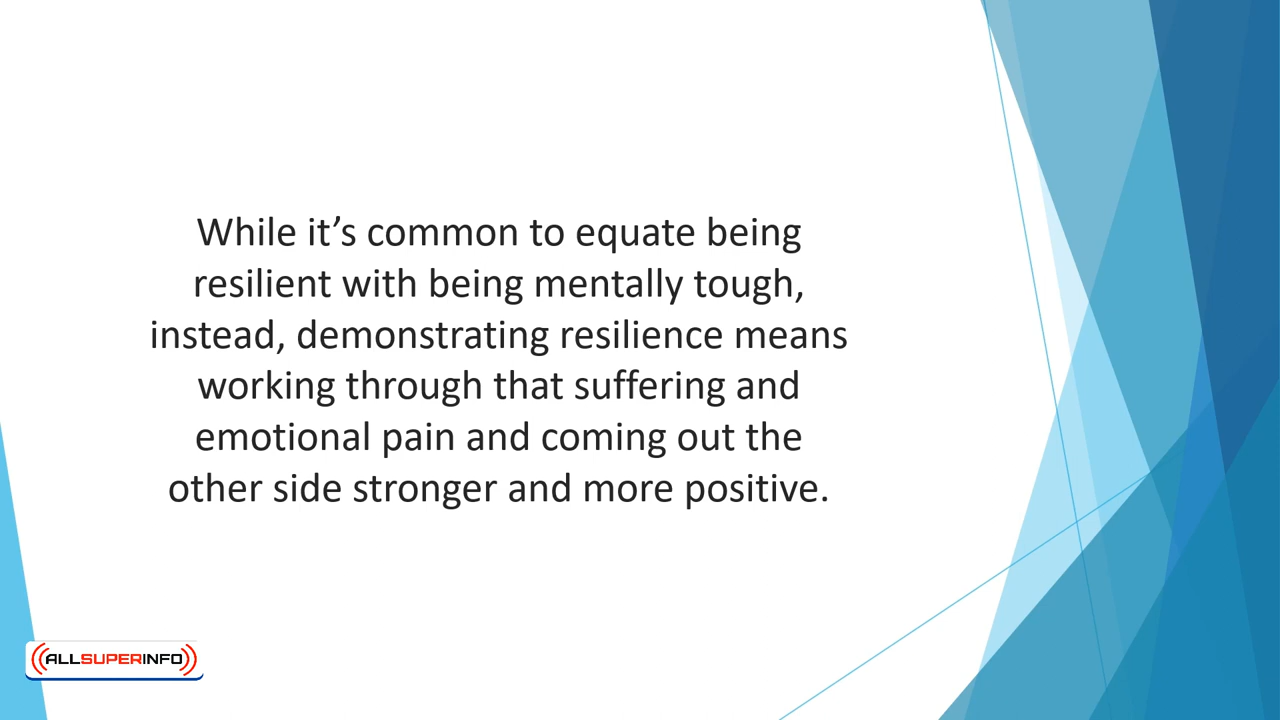 While it’s common to equate being
resilient with being mentally tough,
instead, demonstrating resilience means
working through that suffering and
emotional pain and coming out the
other side stronger and more positive.
ALLSUPERINFO